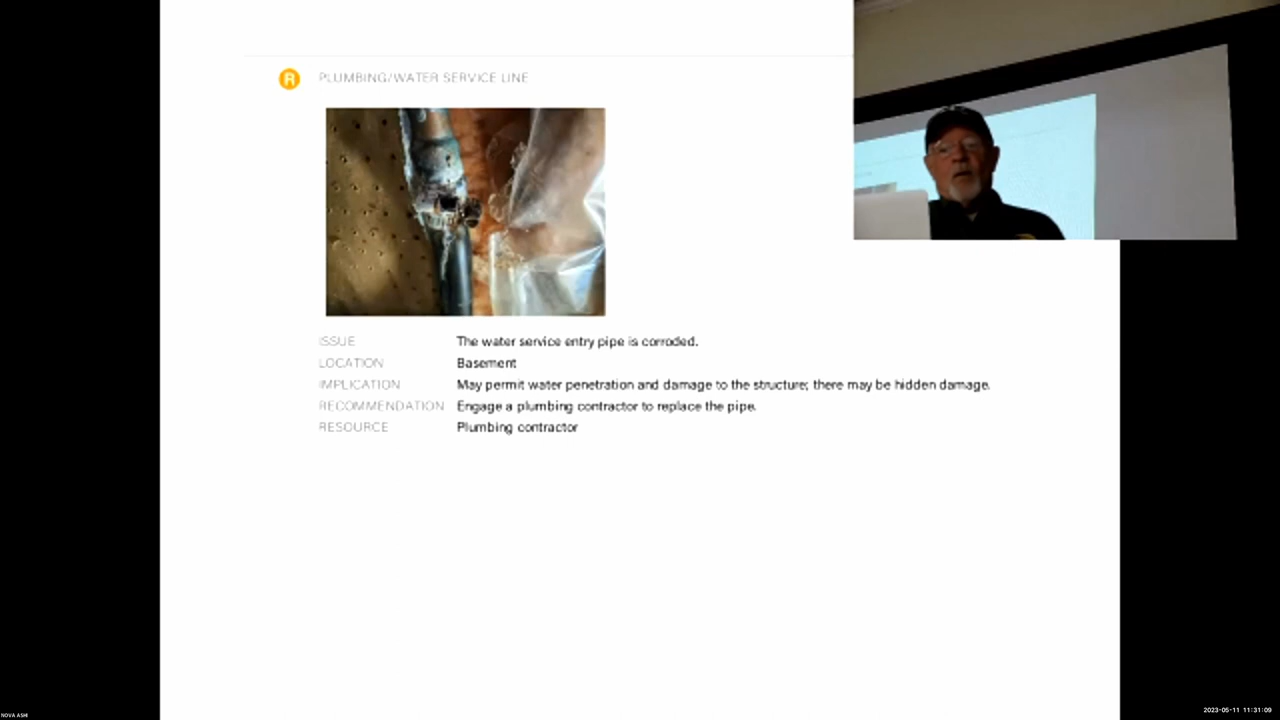 R PLUMBING/WATER SERVICE LINE
ISSUE The water service entry pipe is corroded.
LOCATION Basement
IMPLICATION May permit water penetration and damage to the structure; there may be hidden damage.
RECOMMENDATION Engage a plumbing contractor to replace the pipe.
RESOURCE Plumbing contractor
NOVA ASHI
2023-05-11 11:31:09